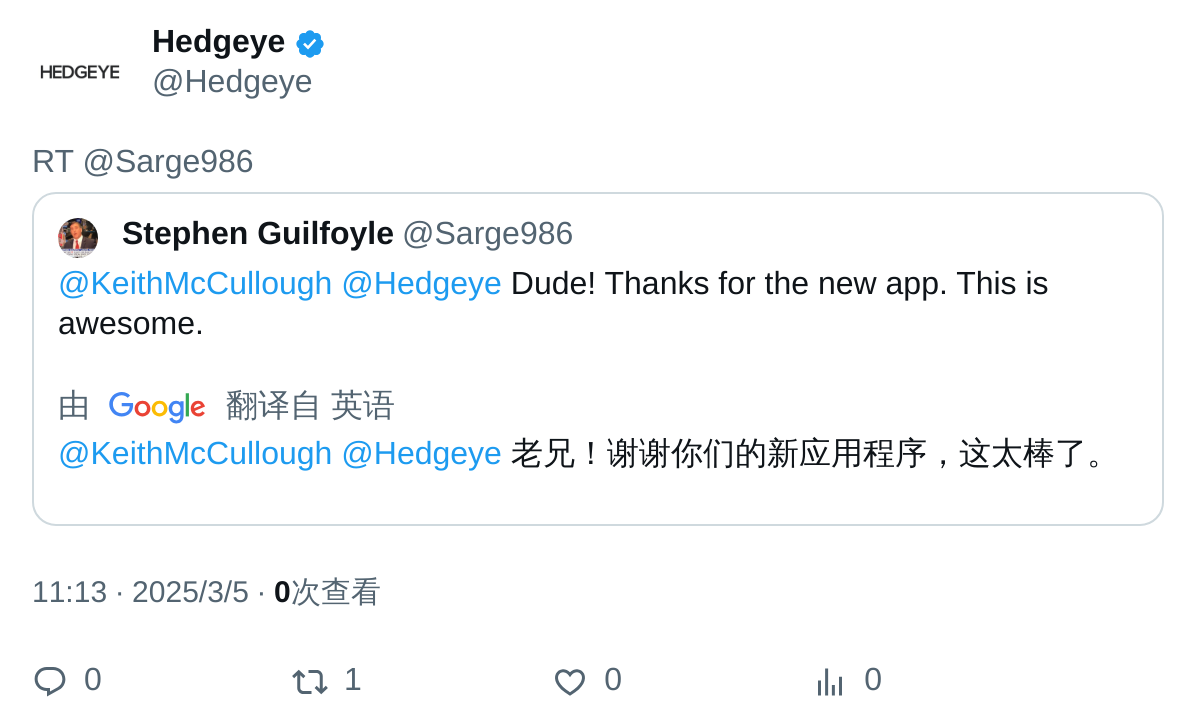 HEDGEYE
Hedgeye
@Hedgeye
RT @Sarge986
Stephen Guilfoyle @Sarge986
@KeithMcCullough @Hedgeye Dude! Thanks for the new app. This is
awesome.
由 Google 翻译自 英语
@KeithMcCullough @Hedgeye 老兄！谢谢你们的新应用程序，这太棒了。
11:13 · 2025/3/5 · 0次查看
0 1 0 0